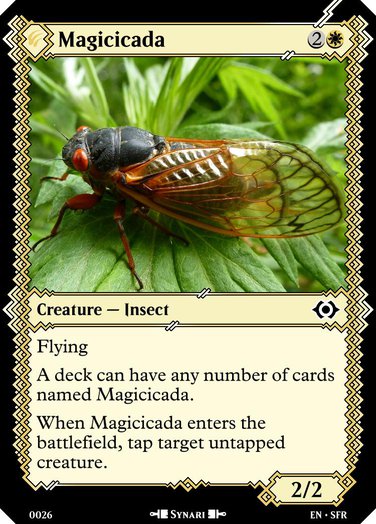 Magicicada
2
Creature — Insect
Flying
A deck can have any number of cards
named Magicicada.
When Magicicada enters the
battlefield, tap target untapped
creature.
2/2
0026
Synari
EN • SFR